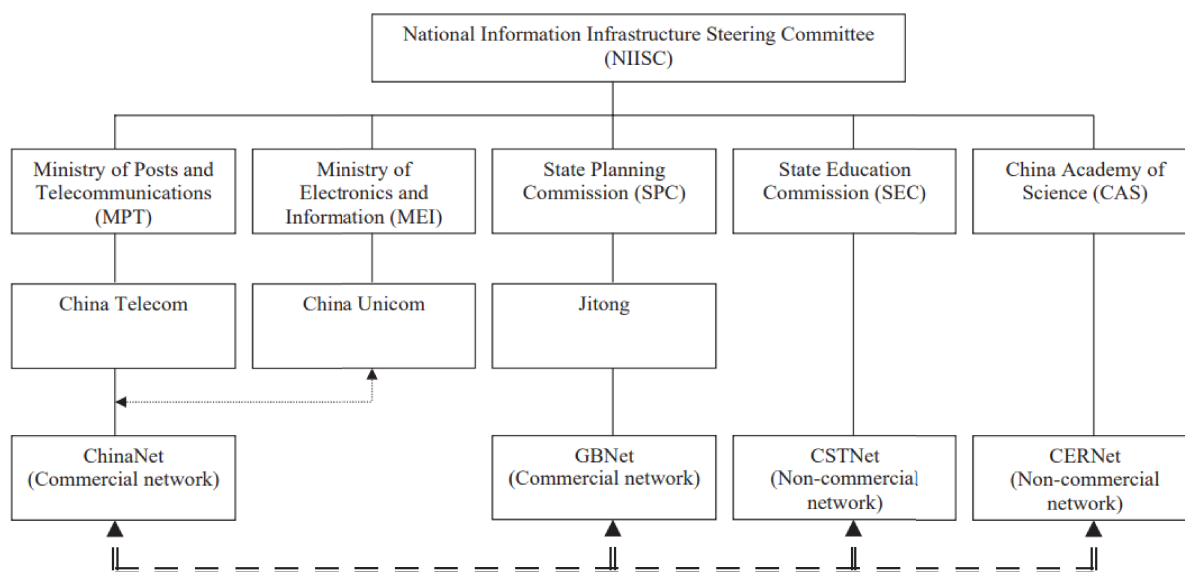 National Information Infrastructure Steering Committee
(NIISC)
Ministry of Posts and
Telecommunications
(MPT)
Ministry of
Electronics and
Information (MEI)
State Planning
Commission (SPC)
State Education
Commission (SEC)
China Academy of
Science (CAS)
China Telecom
China Unicom
Jitong
ChinaNet
(Commercial network)
GBNet
(Commercial network)
CSTNet
(Non-commercial
network)
CERNet
(Non-commercial
network)